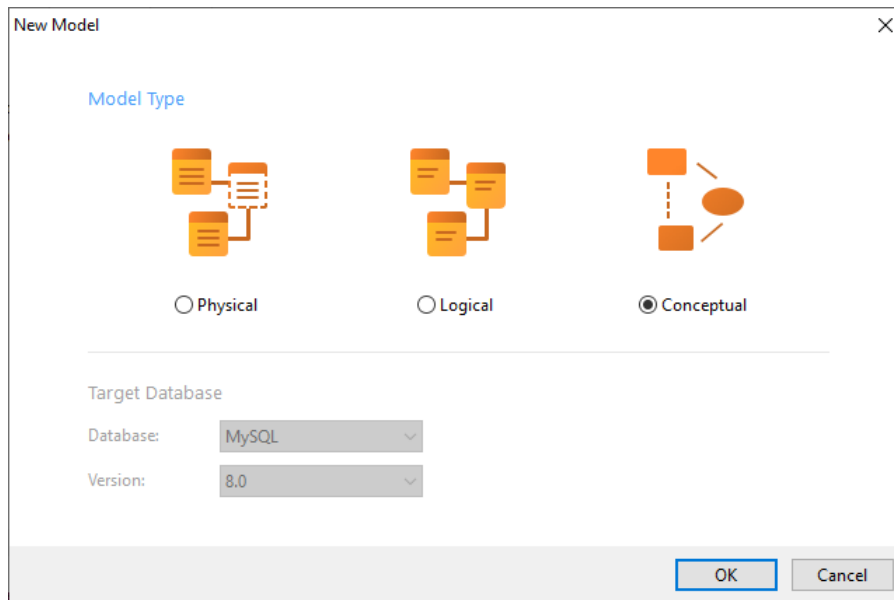 New Model
Model Type
Physical
Logical
Conceptual
Target Database
Database:
MySQL
Version:
8.0
OK
Cancel